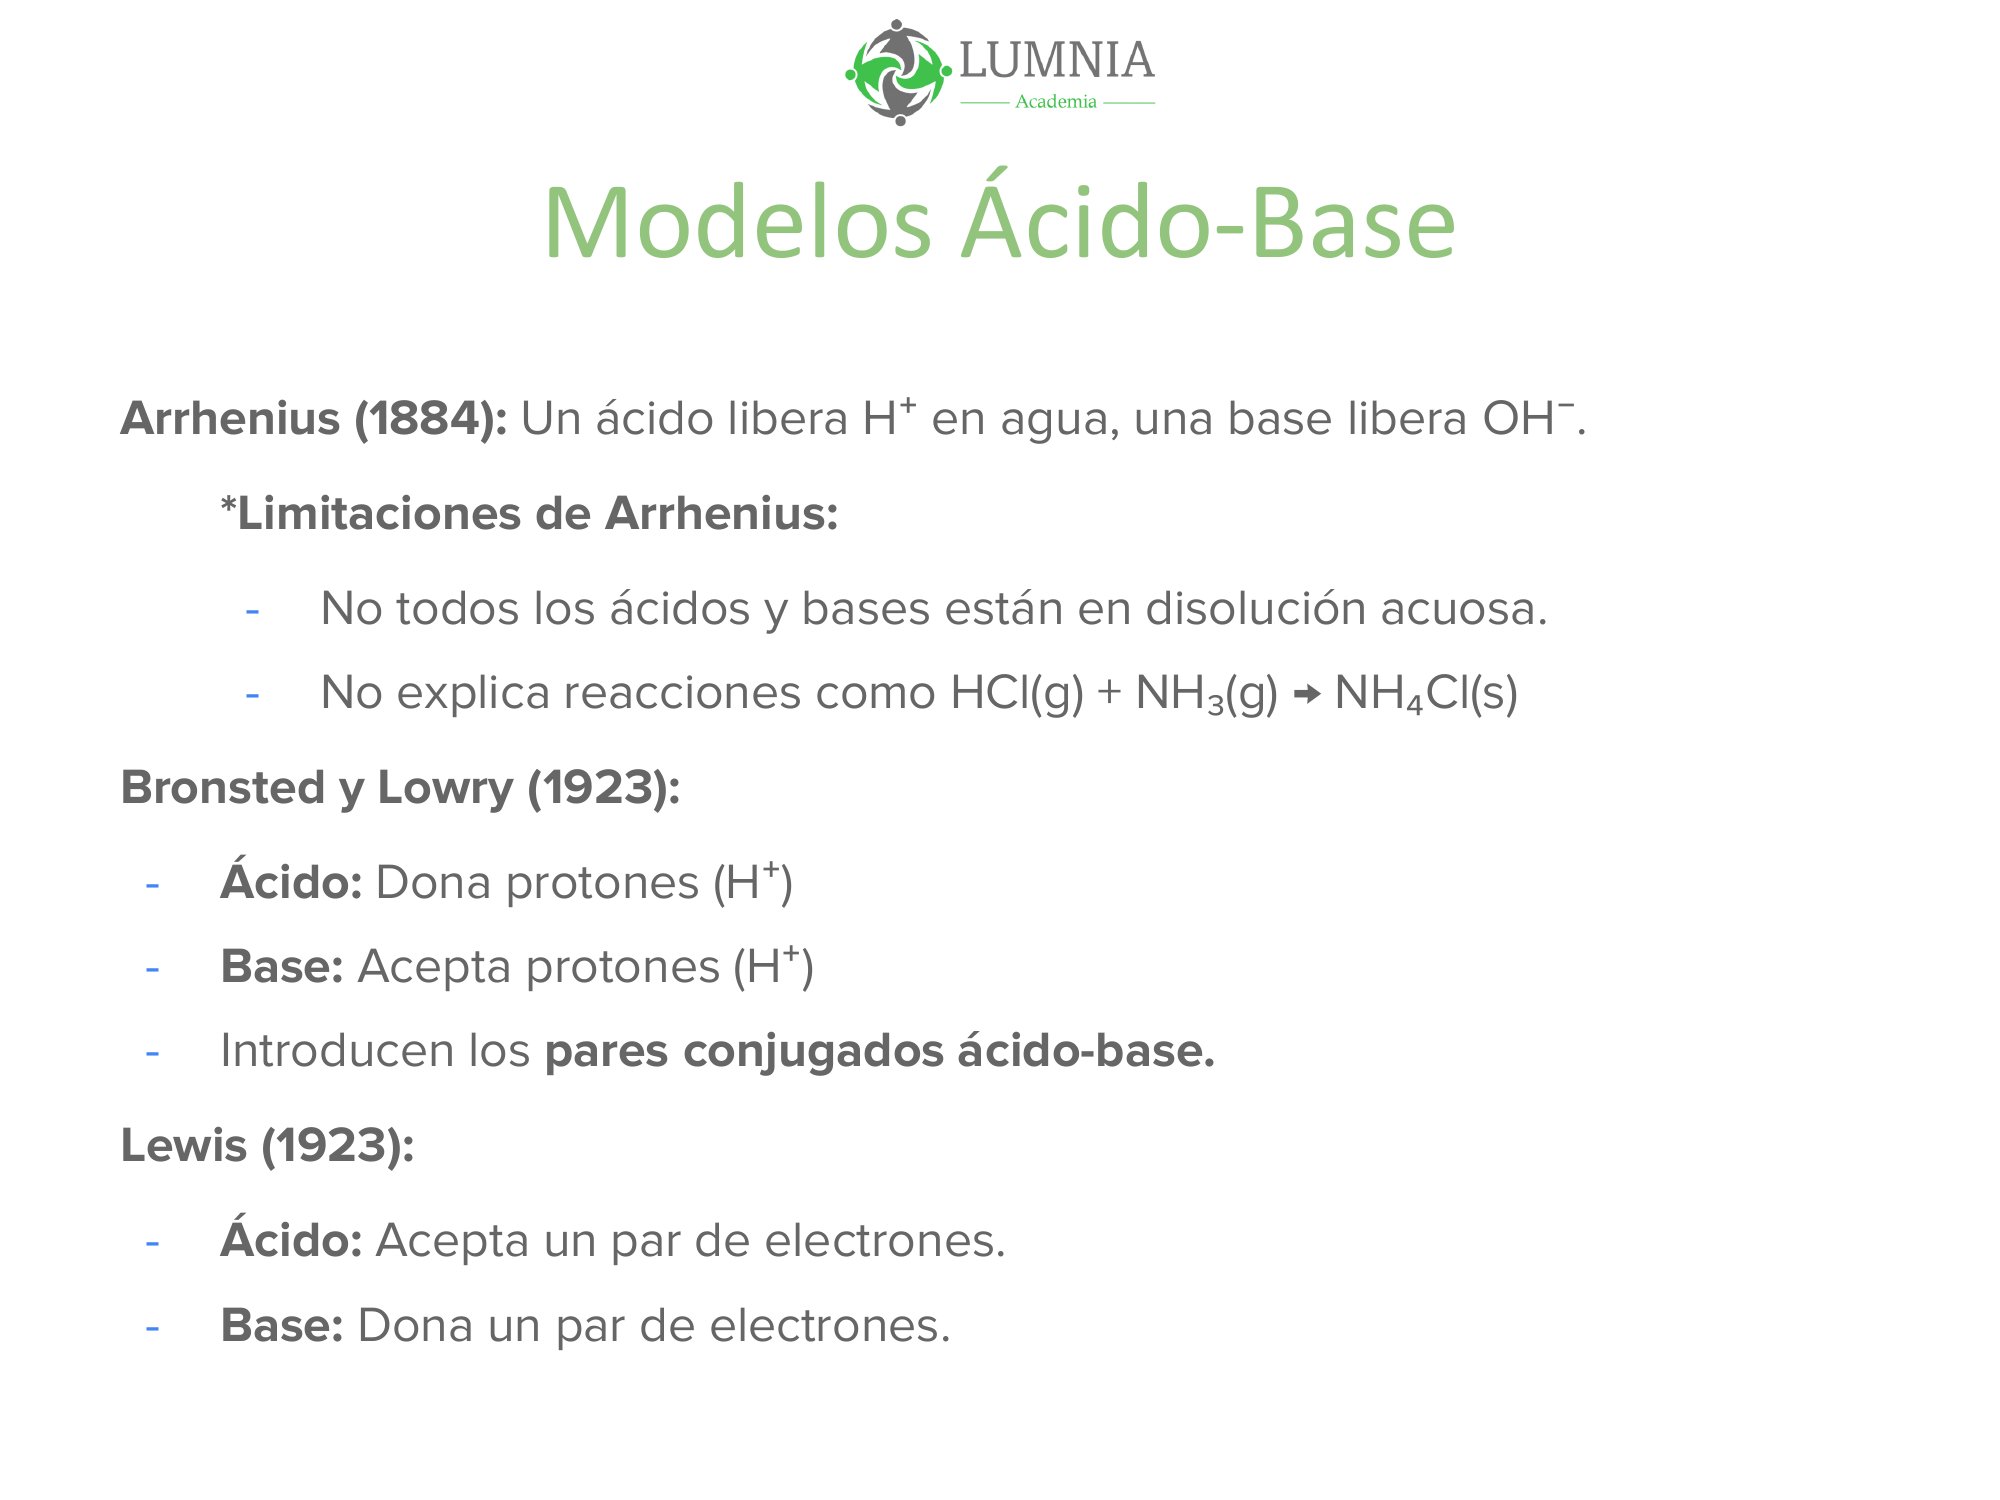 LUMNIA
Academia
Modelos Ácido-Base
Arrhenius (1884): Un ácido libera H⁺ en agua, una base libera OH⁻.
*Limitaciones de Arrhenius:
- No todos los ácidos y bases están en disolución acuosa.
- No explica reacciones como HCl(g) + NH₃(g) → NH₄Cl(s)
Bronsted y Lowry (1923):
- Ácido: Dona protones (H⁺)
- Base: Acepta protones (H⁺)
- Introducen los pares conjugados ácido-base.
Lewis (1923):
- Ácido: Acepta un par de electrones.
- Base: Dona un par de electrones.